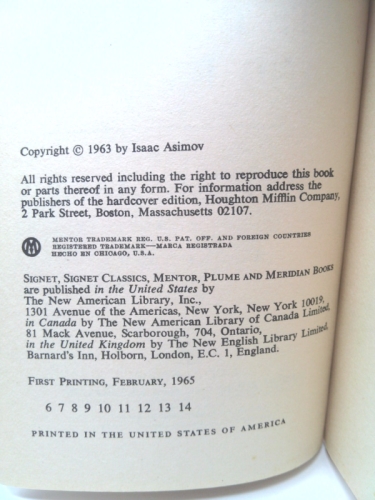 Copyright © 1963 by Isaac Asimov
All rights reserved including the right to reproduce this book
or parts thereof in any form. For information address the
publishers of the hardcover edition, Houghton Mifflin Company,
2 Park Street, Boston, Massachusetts 02107.
MENTOR TRADEMARK REG. U.S. PAT. OFF. AND FOREIGN COUNTRIES
REGISTERED TRADEMARK—MARCA REGISTRADA
HECHO EN CHICAGO, U.S.A.
SIGNET, SIGNET CLASSICS, MENTOR, PLUME AND MERIDIAN BOOKS
are published in the United States by
The New American Library, Inc.,
1301 Avenue of the Americas, New York, New York 10019,
in Canada by The New American Library of Canada Limited,
81 Mack Avenue, Scarborough, 704, Ontario,
in the United Kingdom by The New English Library Limited,
Barnard's Inn, Holborn, London, E.C. 1, England.
FIRST PRINTING, FEBRUARY, 1965
6 7 8 9 10 11 12 13 14
PRINTED IN THE UNITED STATES OF AMERICA